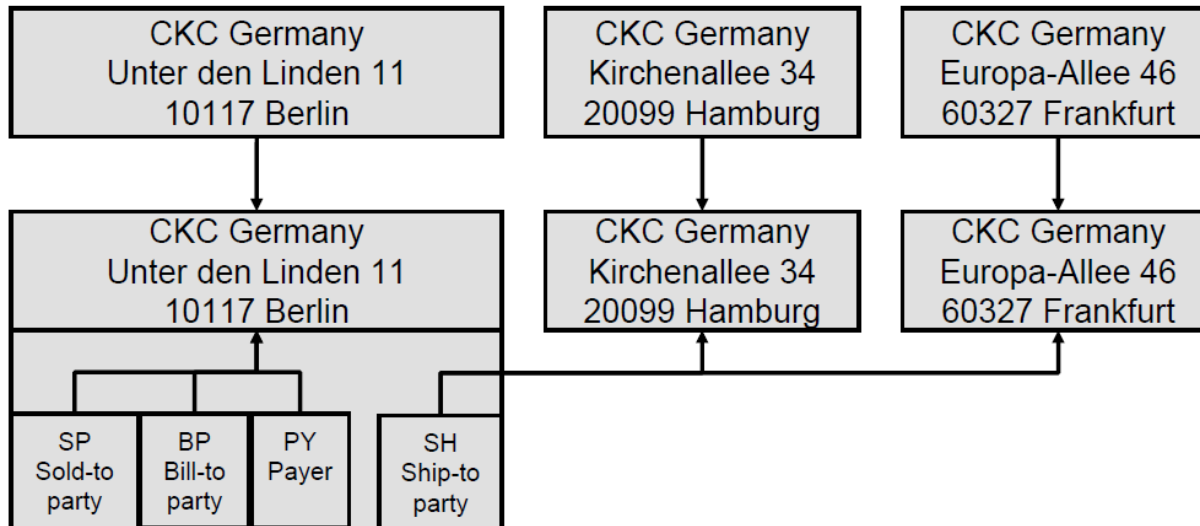 CKC Germany
Unter den Linden 11
10117 Berlin
CKC Germany
Kirchenallee 34
20099 Hamburg
CKC Germany
Europa-Allee 46
60327 Frankfurt
CKC Germany
Unter den Linden 11
10117 Berlin
CKC Germany
Kirchenallee 34
20099 Hamburg
CKC Germany
Europa-Allee 46
60327 Frankfurt
SP
Sold-to
party
BP
Bill-to
party
PY
Payer
SH
Ship-to
party